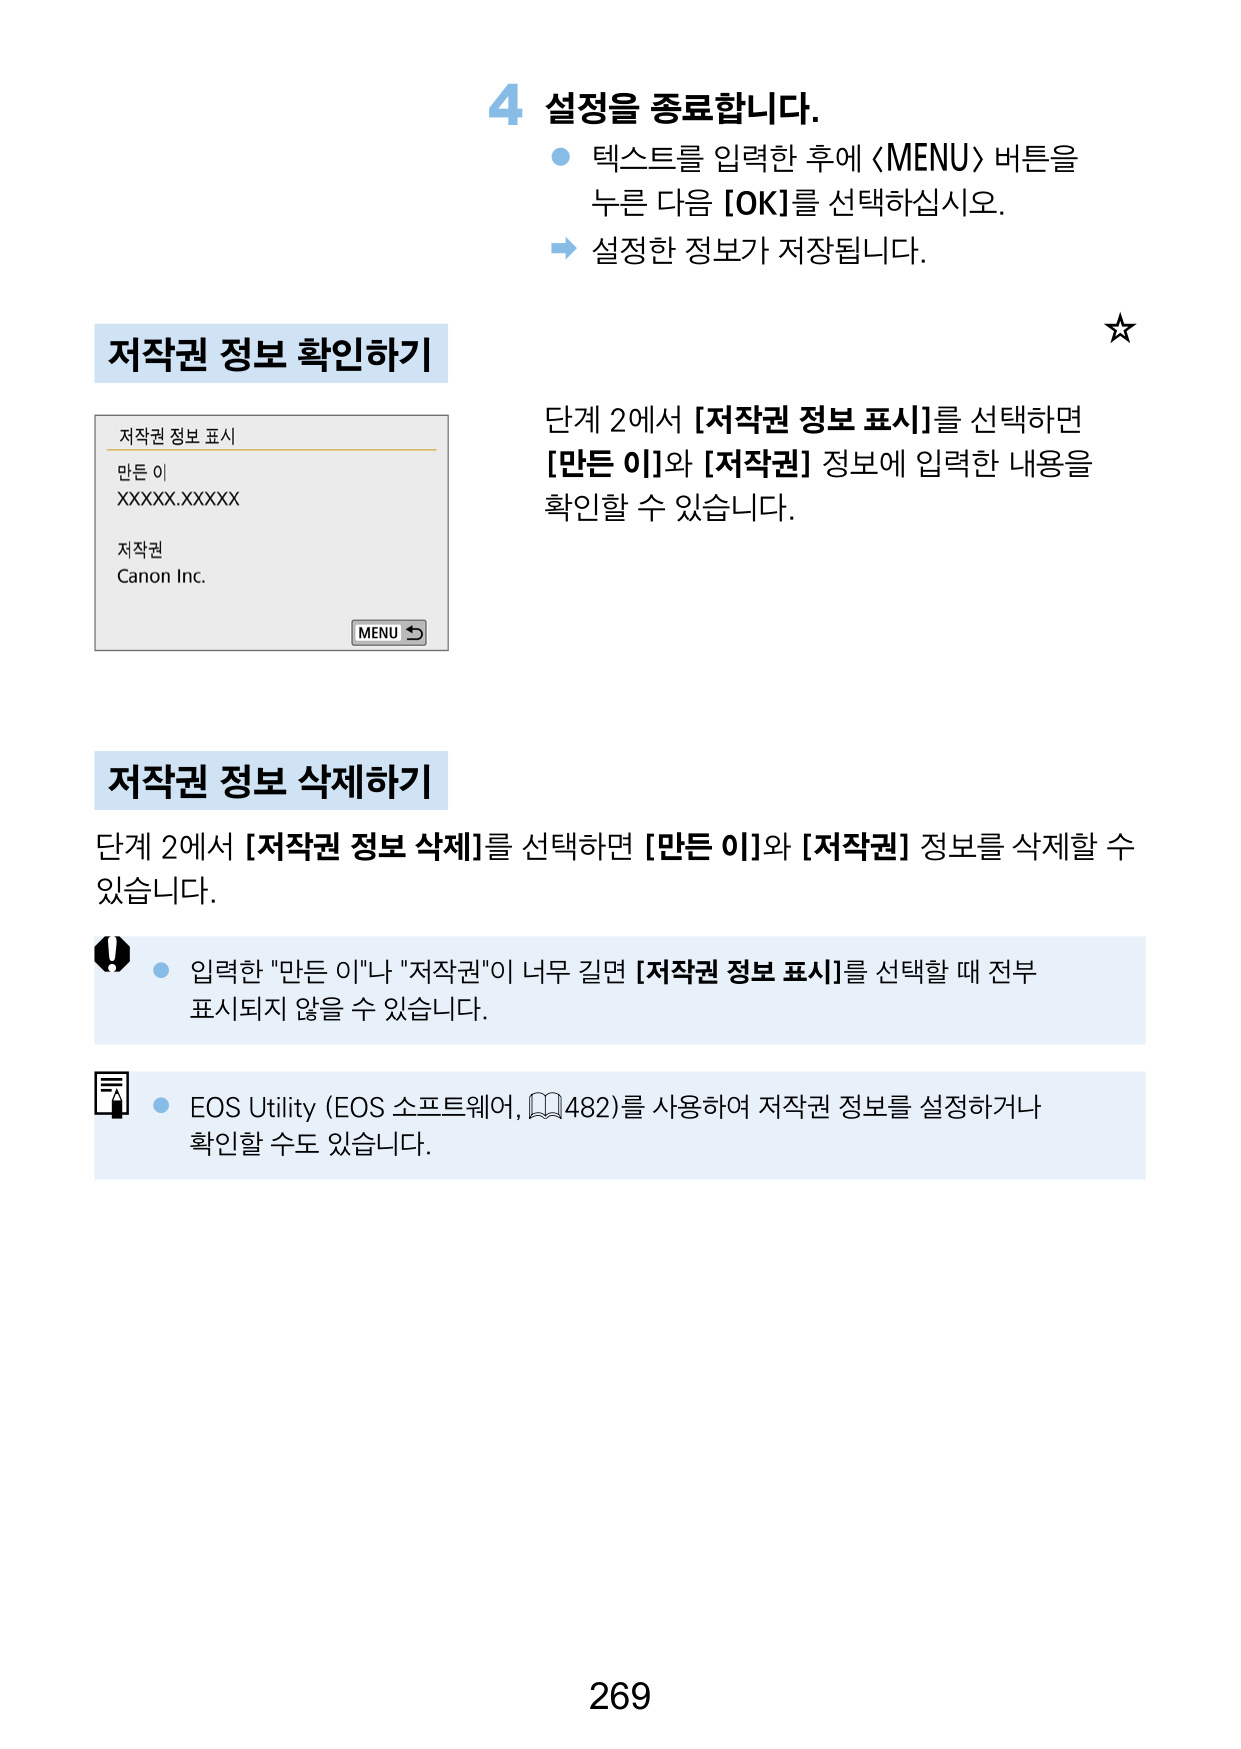 4 설정을 종료합니다.
● 텍스트를 입력한 후에 <MENU> 버튼을
누른 다음 [OK]를 선택하십시오.
➡ 설정한 정보가 저장됩니다.
저작권 정보 확인하기
☆
저작권 정보 표시
만든 이
XXXXX.XXXXX
저작권
Canon Inc.
MENU
단계 2에서 [저작권 정보 표시]를 선택하면
[만든 이]와 [저작권] 정보에 입력한 내용을
확인할 수 있습니다.
저작권 정보 삭제하기
단계 2에서 [저작권 정보 삭제]를 선택하면 [만든 이]와 [저작권] 정보를 삭제할 수
있습니다.
● 입력한 "만든 이"나 "저작권"이 너무 길면 [저작권 정보 표시]를 선택할 때 전부
표시되지 않을 수 있습니다.
● EOS Utility (EOS 소프트웨어, 482)를 사용하여 저작권 정보를 설정하거나
확인할 수도 있습니다.
269